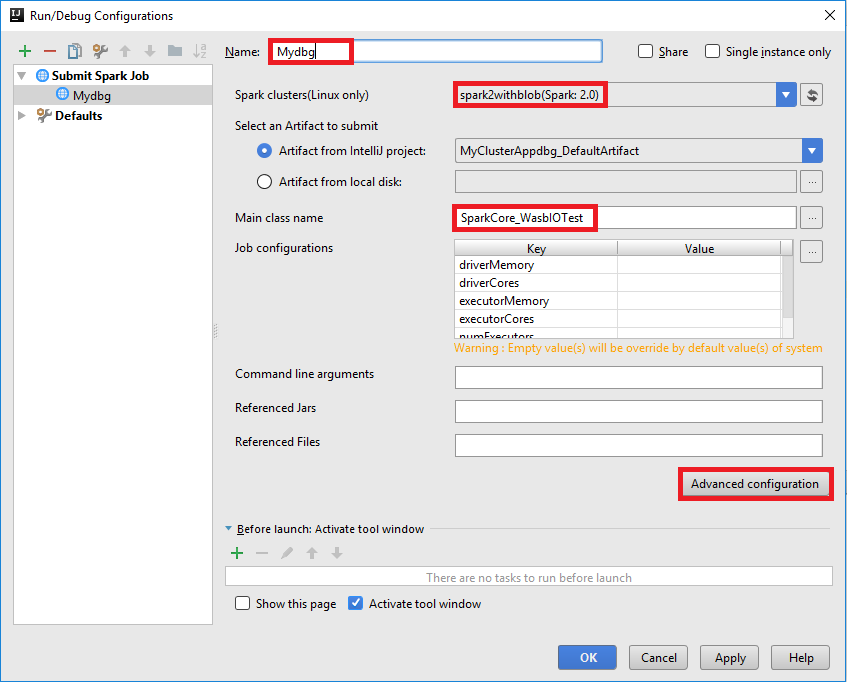 Run/Debug Configurations
Name: Mydbg
Share
Single instance only
Submit Spark Job
Mydbg
Defaults
Spark clusters(Linux only)
spark2withblob(Spark: 2.0)
Select an Artifact to submit
Artifact from IntelliJ project:
MyClusterAppdbg_DefaultArtifact
Artifact from local disk:
...
Main class name
SparkCore_WasbIOTest
...
Job configurations
Key Value
...
driverMemory
driverCores
executorMemory
executorCores
numExecutors
Warning : Empty value(s) will be override by default value(s) of system
Command line arguments
Referenced Jars
Referenced Files
Advanced configuration
Before launch: Activate tool window
There are no tasks to run before launch
Show this page
Activate tool window
OK Cancel Apply Help